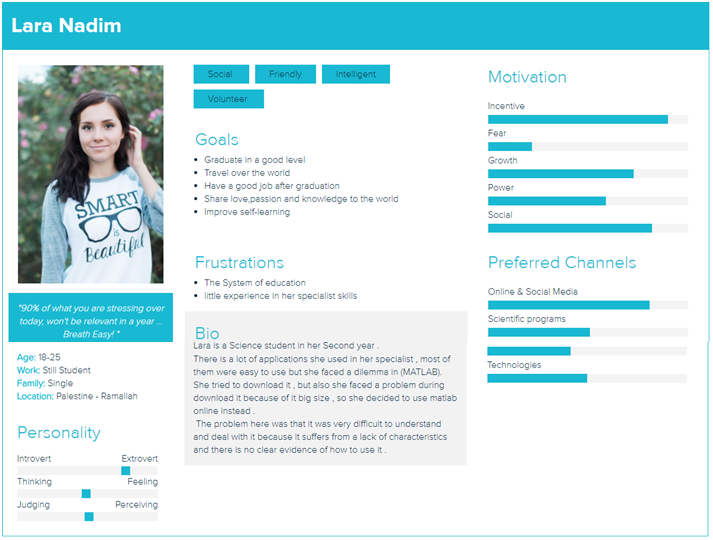 Lara Nadim
SMART
is
Beautiful
"90% of what you are stressing over
today, won't be relevant in a year ...
Breath Easy! "
Age: 18-25
Work: Still Student
Family: Single
Location: Palestine - Ramallah
Personality
Introvert Extrovert
Thinking Feeling
Judging Perceiving
Social Friendly intelligent
Volunteer
Goals
Graduate in a good level
Travel over the world
Have a good job after graduation
Share love,passion and knowledge to the world
Improve self-learning
Frustrations
The System of education
little experience in her specialist skills
Bio
Lara is a Science student in her Second year .
There is a lot of applications she used in her specialist , most of
them were easy to use but she faced a dilemma in (MATLAB).
She tried to download it , but also she faced a problem during
download it because of it big size , so she decided to use matlab
online instead .
The problem here was that it was very difficult to understand
and deal with it because it suffers from a lack of characteristics
and there is no clear evidence of how to use it .
Motivation
Incentive
Fear
Growth
Power
Social
Preferred Channels
Online & Social Media
Scientific programs
Technologies